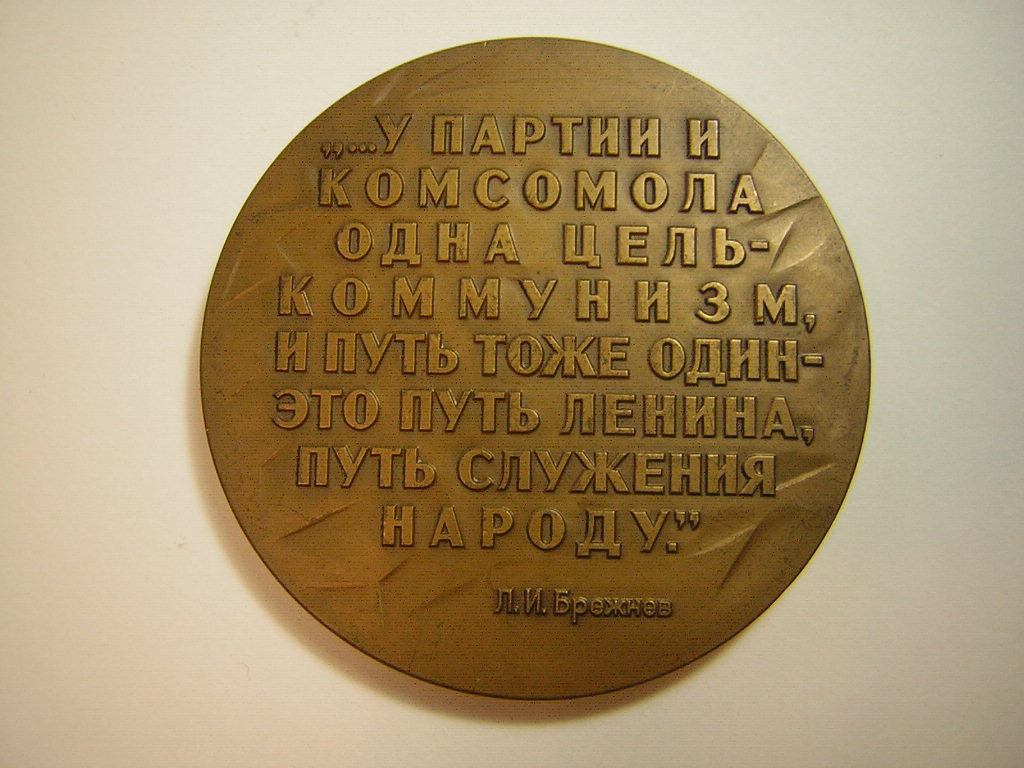 „...У ПАРТИИ И
КОМСОМОЛА
ОДНА ЦЕЛЬ-
КОММУНИЗМ,
И ПУТЬ ТОЖЕ ОДИН-
ЭТО ПУТЬ ЛЕНИНА,
ПУТЬ СЛУЖЕНИЯ
НАРОДУ.”
Л.И.Брежнев